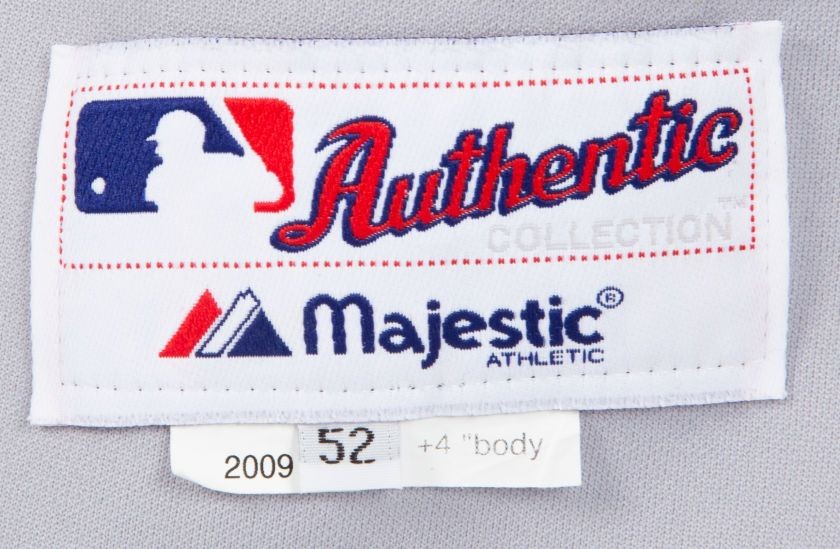 Authentic
COLLECTION™
Majestic®
ATHLETIC
2009 52 +4 "body